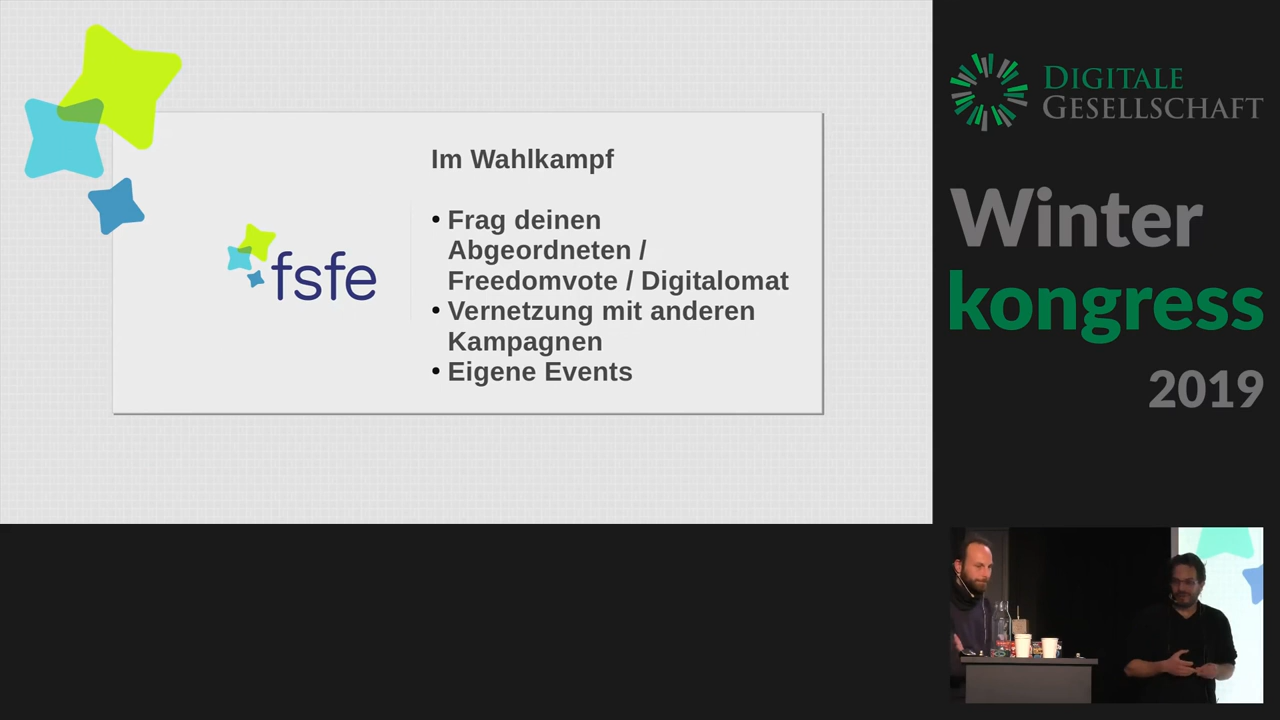 Im Wahlkampf
• Frag deinen
Abgeordneten /
Freedomvote / Digitalomat
• Vernetzung mit anderen
Kampagnen
• Eigene Events
fsfe
DIGITALE
GESELLSCHAFT
Winter
kongress
2019